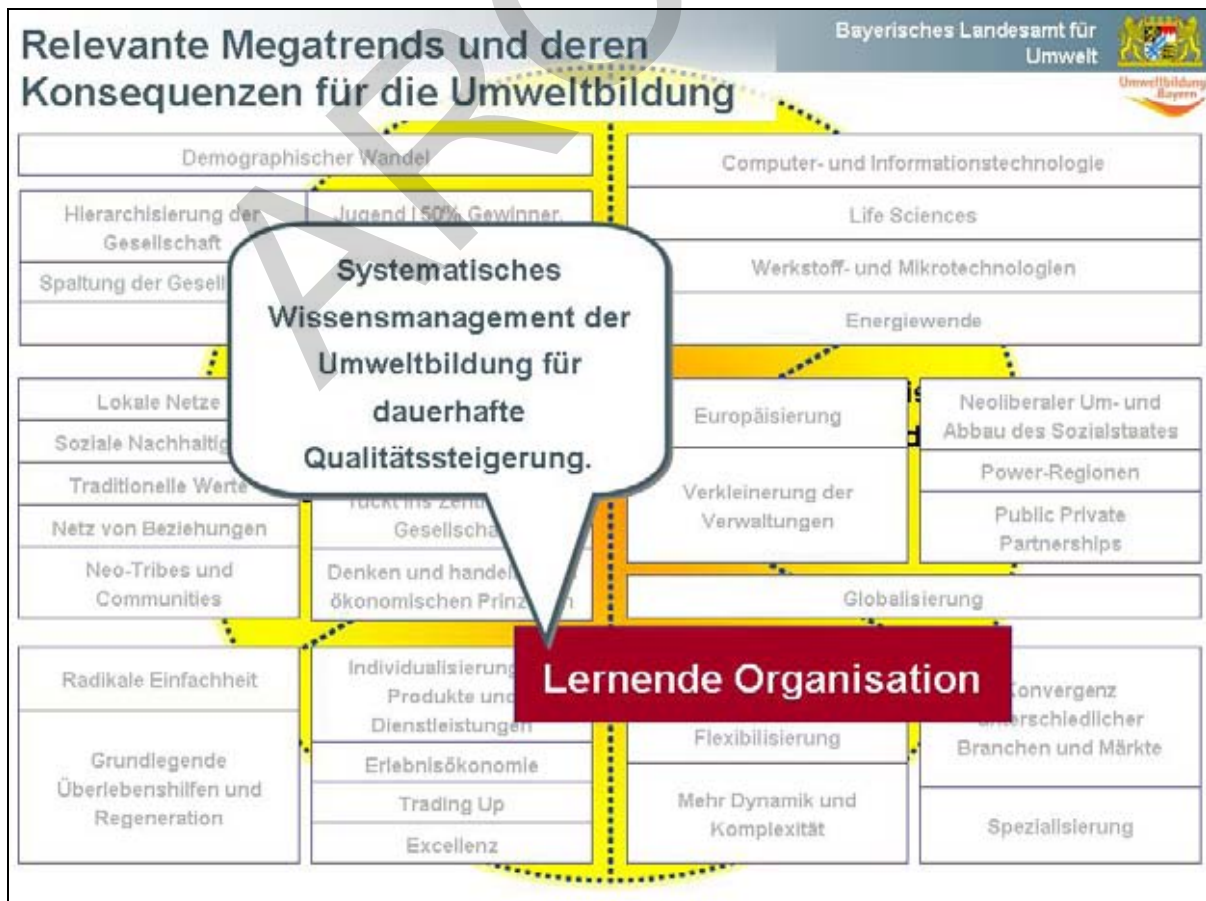 Relevante Megatrends und deren
Konsequenzen für die Umweltbildung
Bayerisches Landesamt für
Umwelt
Umweltbildung
Bayern
Demographischer Wandel
Hierarchisierung der
Gesellschaft
Spaltung der
Jugend | 50% Gewinner,
Computer- und Informationstechnologie
Life Sciences
Werkstoff- und Mikrotechnologien
Energiewende
Systematisches
Wissensmanagement der
Umweltbildung für
dauerhafte
Qualitätssteigerung.
Lokale Netze
Soziale
Traditionelle Werte
Netz von Beziehungen
Neo-Tribes und
Communities
rückt ins
Denken und
ökonomischen
Europäisierung
Verkleinerung der
Verwaltungen
Neoliberaler Um- und
Abbau des Sozialstaates
Power-Regionen
Public Private
Partnerships
Globalisierung
Lernende Organisation
Radikale Einfachheit
Grundlegende
Überlebenshilfen und
Regeneration
Individualisierung
Produkte und
Dienstleistungen
Erlebnisökonomie
Trading Up
Excellenz
Flexibilisierung
Mehr Dynamik und
Komplexität
Konvergenz
unterschiedlicher
Branchen und Märkte
Spezialisierung